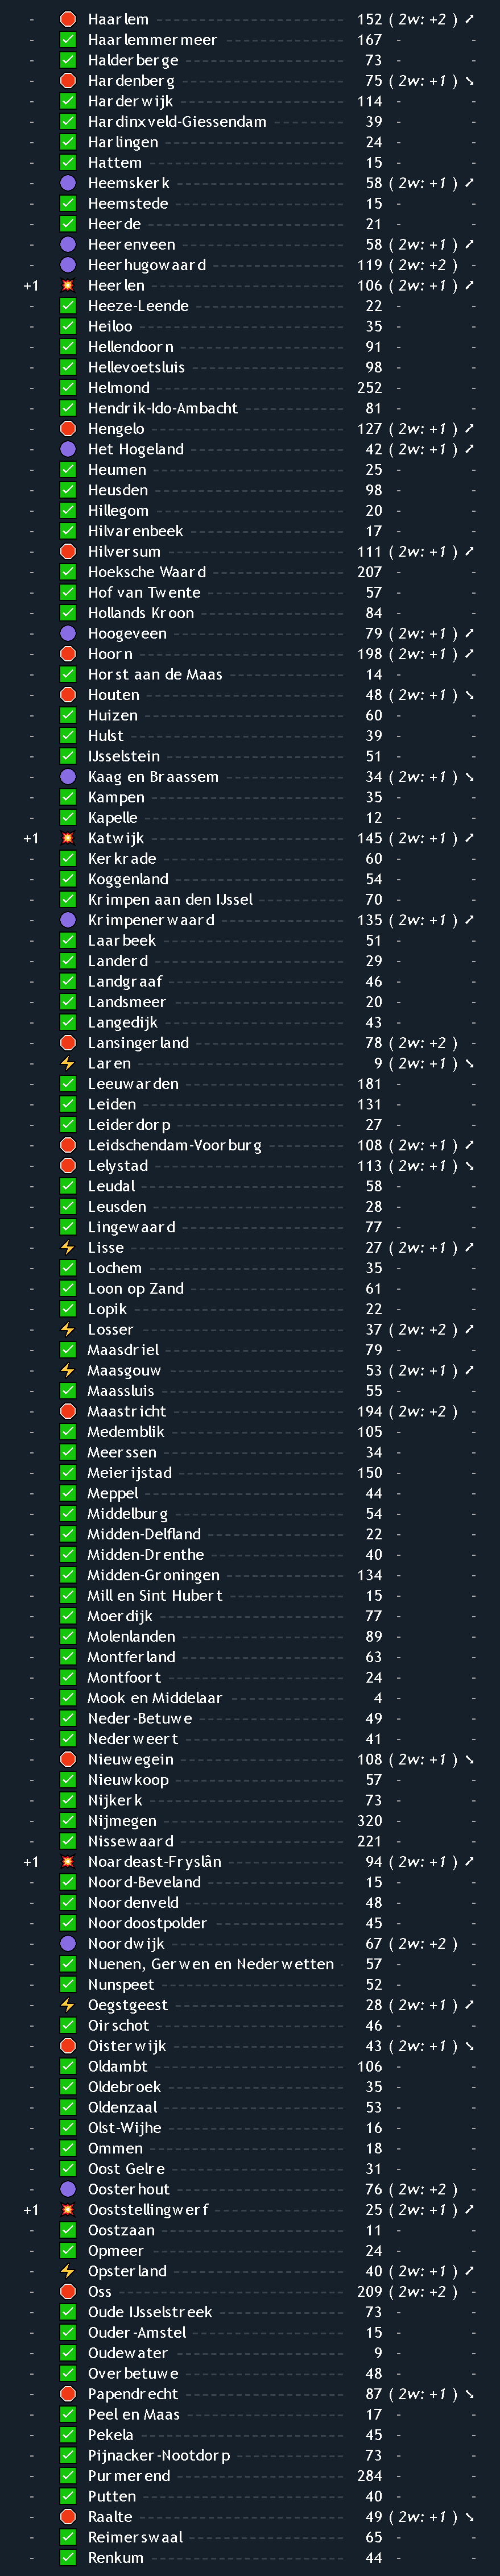 - Haarlem 152 ( 2w: +2 ) ➚
- ✅ Haarlemmermeer 167 - -
- ✅ Halderberge 73 - -
- Hardenberg 75 ( 2w: +1 ) ➘
- ✅ Harderwijk 114 - -
- ✅ Hardinxveld-Giessendam 39 - -
- ✅ Harlingen 24 - -
- ✅ Hattem 15 - -
- Heemskerk 58 ( 2w: +1 ) ➚
- ✅ Heemstede 15 - -
- ✅ Heerde 21 - -
- Heerenveen 58 ( 2w: +1 ) ➚
- Heerhugowaard 119 ( 2w: +2 ) -
+1 Heerlen 106 ( 2w: +1 ) ➚
- ✅ Heeze-Leende 22 - -
- ✅ Heiloo 35 - -
- ✅ Hellendoorn 91 - -
- ✅ Hellevoetsluis 98 - -
- ✅ Helmond 252 - -
- ✅ Hendrik-Ido-Ambacht 81 - -
- Hengelo 127 ( 2w: +1 ) ➚
- Het Hogeland 42 ( 2w: +1 ) ➚
- ✅ Heumen 25 - -
- ✅ Heusden 98 - -
- ✅ Hillegom 20 - -
- ✅ Hilvarenbeek 17 - -
- Hilversum 111 ( 2w: +1 ) ➚
- ✅ Hoeksche Waard 207 - -
- ✅ Hof van Twente 57 - -
- ✅ Hollands Kroon 84 - -
- Hoogeveen 79 ( 2w: +1 ) ➚
- Hoorn 198 ( 2w: +1 ) ➚
- ✅ Horst aan de Maas 14 - -
- Houten 48 ( 2w: +1 ) ➘
- ✅ Huizen 60 - -
- ✅ Hulst 39 - -
- ✅ IJsselstein 51 - -
- Kaag en Braassem 34 ( 2w: +1 ) ➘
- ✅ Kampen 35 - -
- ✅ Kapelle 12 - -
+1 Katwijk 145 ( 2w: +1 ) ➚
- ✅ Kerkrade 60 - -
- ✅ Koggenland 54 - -
- ✅ Krimpen aan den IJssel 70 - -
- Krimpenerwaard 135 ( 2w: +1 ) ➚
- ✅ Laarbeek 51 - -
- ✅ Landerd 29 - -
- ✅ Landgraaf 46 - -
- ✅ Landsmeer 20 - -
- ✅ Langedijk 43 - -
- Lansingerland 78 ( 2w: +2 ) -
- Laren 9 ( 2w: +1 ) ➘
- ✅ Leeuwarden 181 - -
- ✅ Leiden 131 - -
- ✅ Leiderdorp 27 - -
- Leidschendam-Voorburg 108 ( 2w: +1 ) ➚
- Lelystad 113 ( 2w: +1 ) ➘
- ✅ Leudal 58 - -
- ✅ Leusden 28 - -
- ✅ Lingewaard 77 - -
- Lisse 27 ( 2w: +1 ) ➚
- ✅ Lochem 35 - -
- ✅ Loon op Zand 61 - -
- ✅ Lopik 22 - -
- Losser 37 ( 2w: +2 ) ➚
- ✅ Maasdriel 79 - -
- Maasgouw 53 ( 2w: +1 ) ➚
- ✅ Maassluis 55 - -
- Maastricht 194 ( 2w: +2 ) -
- ✅ Medemblik 105 - -
- ✅ Meerssen 34 - -
- ✅ Meierijstad 150 - -
- ✅ Meppel 44 - -
- ✅ Middelburg 54 - -
- ✅ Midden-Delfland 22 - -
- ✅ Midden-Drenthe 40 - -
- ✅ Midden-Groningen 134 - -
- ✅ Mill en Sint Hubert 15 - -
- ✅ Moerdijk 77 - -
- ✅ Molenlanden 89 - -
- ✅ Montferland 63 - -
- ✅ Montfoort 24 - -
- ✅ Mook en Middelaar 4 - -
- ✅ Neder-Betuwe 49 - -
- ✅ Nederweert 41 - -
- Nieuwegein 108 ( 2w: +1 ) ➘
- ✅ Nieuwkoop 57 - -
- ✅ Nijkerk 73 - -
- ✅ Nijmegen 320 - -
- ✅ Nissewaard 221 - -
+1 Noardeast-Fryslân 94 ( 2w: +1 ) ➚
- ✅ Noord-Beveland 15 - -
- ✅ Noordenveld 48 - -
- ✅ Noordoostpolder 45 - -
- Noordwijk 67 ( 2w: +2 ) -
- ✅ Nuenen, Gerwen en Nederwetten 57 - -
- ✅ Nunspeet 52 - -
- Oegstgeest 28 ( 2w: +1 ) ➚
- ✅ Oirschot 46 - -
- Oisterwijk 43 ( 2w: +1 ) ➘
- ✅ Oldambt 106 - -
- ✅ Oldebroek 35 - -
- ✅ Oldenzaal 53 - -
- ✅ Olst-Wijhe 16 - -
- ✅ Ommen 18 - -
- ✅ Oost Gelre 31 - -
- Oosterhout 76 ( 2w: +2 ) -
+1 Ooststellingwerf 25 ( 2w: +1 ) ➚
- ✅ Oostzaan 11 - -
- ✅ Opmeer 24 - -
- Opsterland 40 ( 2w: +1 ) ➚
- Oss 209 ( 2w: +2 ) -
- ✅ Oude IJsselstreek 73 - -
- ✅ Ouder-Amstel 15 - -
- ✅ Oudewater 9 - -
- ✅ Overbetuwe 48 - -
- Papendrecht 87 ( 2w: +1 ) ➘
- ✅ Peel en Maas 17 - -
- ✅ Pekela 45 - -
- ✅ Pijnacker-Nootdorp 73 - -
- ✅ Purmerend 284 - -
- ✅ Putten 40 - -
- Raalte 49 ( 2w: +1 ) ➘
- ✅ Reimerswaal 65 - -
- ✅ Renkum 44 - -